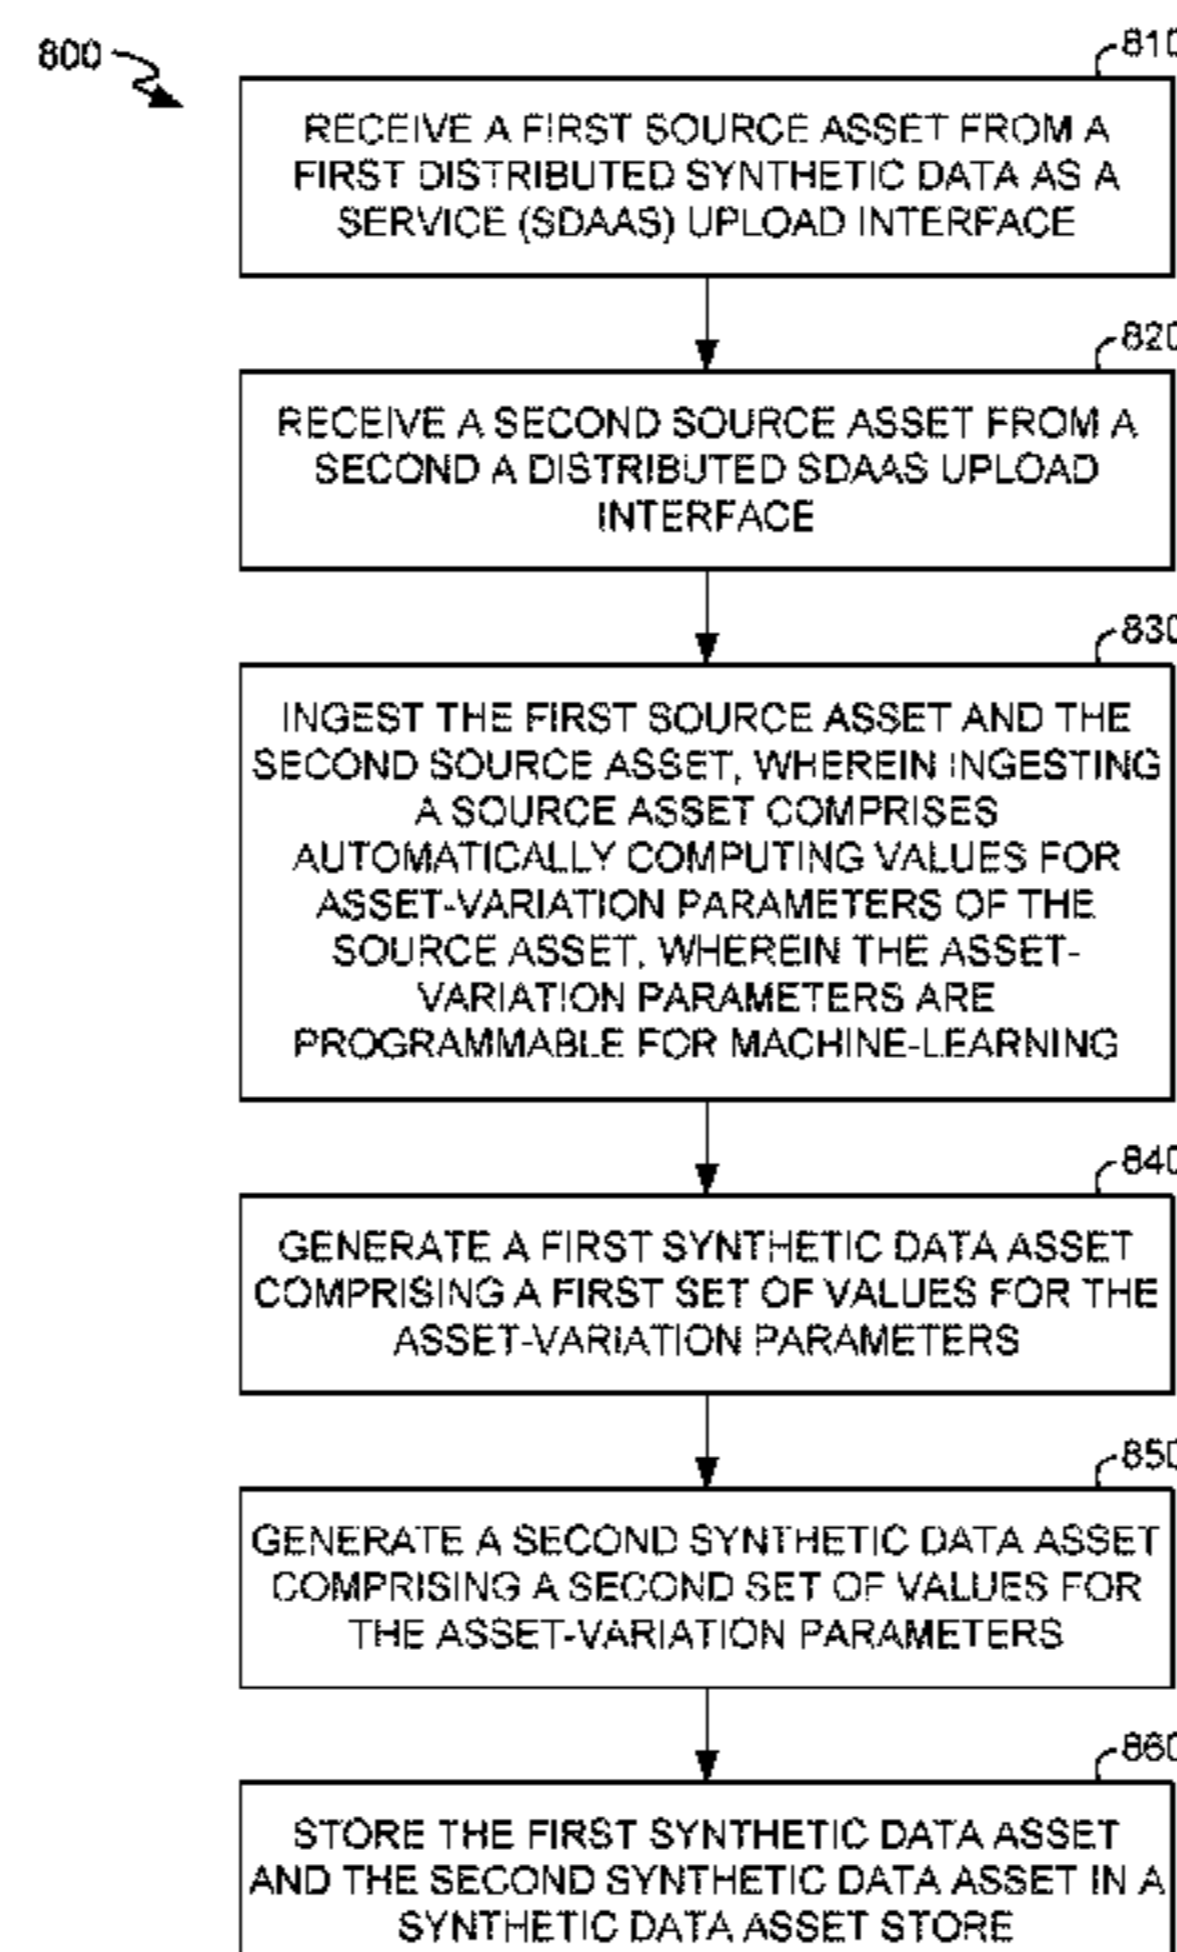 800
810
RECEIVE A FIRST SOURCE ASSET FROM A
FIRST DISTRIBUTED SYNTHETIC DATA AS A
SERVICE (SDAAS) UPLOAD INTERFACE
820
RECEIVE A SECOND SOURCE ASSET FROM A
SECOND A DISTRIBUTED SDAAS UPLOAD
INTERFACE
830
INGEST THE FIRST SOURCE ASSET AND THE
SECOND SOURCE ASSET, WHEREIN INGESTING
A SOURCE ASSET COMPRISES
AUTOMATICALLY COMPUTING VALUES FOR
ASSET-VARIATION PARAMETERS OF THE
SOURCE ASSET, WHEREIN THE ASSET-
VARIATION PARAMETERS ARE
PROGRAMMABLE FOR MACHINE-LEARNING
840
GENERATE A FIRST SYNTHETIC DATA ASSET
COMPRISING A FIRST SET OF VALUES FOR THE
ASSET-VARIATION PARAMETERS
850
GENERATE A SECOND SYNTHETIC DATA ASSET
COMPRISING A SECOND SET OF VALUES FOR
THE ASSET-VARIATION PARAMETERS
860
STORE THE FIRST SYNTHETIC DATA ASSET
AND THE SECOND SYNTHETIC DATA ASSET IN A
SYNTHETIC DATA ASSET STORE